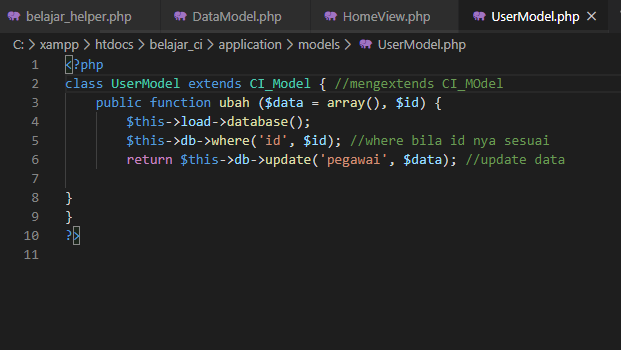 belajar_helper.php DataModel.php HomeView.php UserModel.php ×
C: > xampp > htdocs > belajar_ci > application > models > UserModel.php
1 <?php
2 class UserModel extends CI_Model { //mengextends CI_MOdel
3 public function ubah ($data = array(), $id) {
4 $this->load->database();
5 $this->db->where('id', $id); //where bila id nya sesuai
6 return $this->db->update('pegawai', $data); //update data
7
8 }
9 }
10 ?>
11